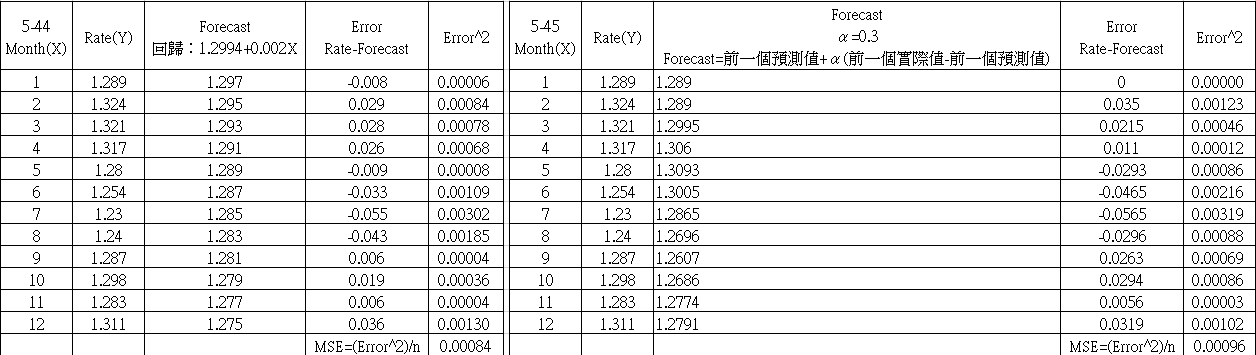 5-44 Month(X) Rate(Y) Forecast 回歸：1.2994+0.002X Error Rate-Forecast Error^2
1 1.289 1.297 -0.008 0.00006
2 1.324 1.295 0.029 0.00084
3 1.321 1.293 0.028 0.00078
4 1.317 1.291 0.026 0.00068
5 1.28 1.289 -0.009 0.00008
6 1.254 1.287 -0.033 0.00109
7 1.23 1.285 -0.055 0.00302
8 1.24 1.283 -0.043 0.00185
9 1.287 1.281 0.006 0.00004
10 1.298 1.279 0.019 0.00036
11 1.283 1.277 0.006 0.00004
12 1.311 1.275 0.036 0.00130
MSE=(Error^2)/n 0.00084
5-45 Month(X) Rate(Y) Forecast α=0.3 Forecast=前一個預測值+α(前一個實際值-前一個預測值) Error Rate-Forecast Error^2
1 1.289 1.289 0 0.00000
2 1.324 1.289 0.035 0.00123
3 1.321 1.2995 0.0215 0.00046
4 1.317 1.306 0.011 0.00012
5 1.28 1.3093 -0.0293 0.00086
6 1.254 1.3005 -0.0465 0.00216
7 1.23 1.2865 -0.0565 0.00319
8 1.24 1.2696 -0.0296 0.00088
9 1.287 1.2607 0.0263 0.00069
10 1.298 1.2686 0.0294 0.00086
11 1.283 1.2774 0.0056 0.00003
12 1.311 1.2791 0.0319 0.00102
MSE=(Error^2)/n 0.00096